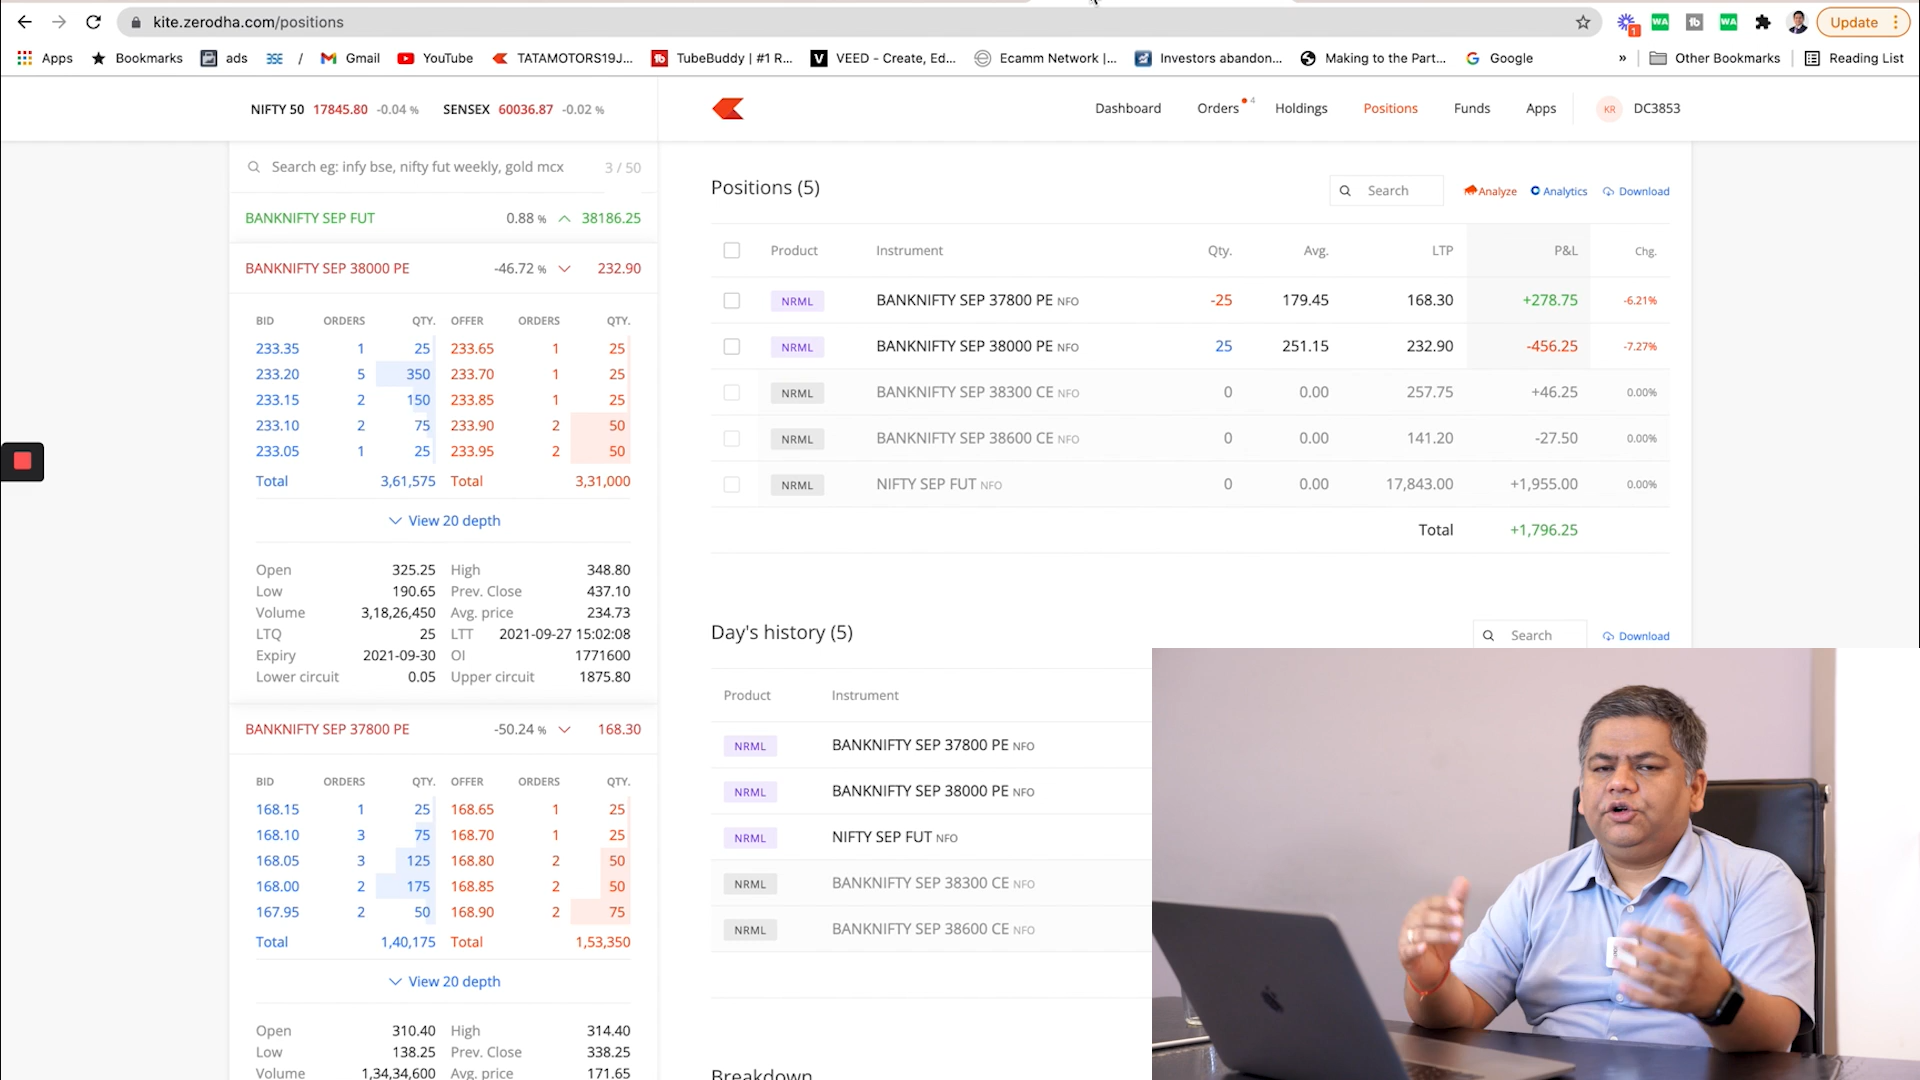 kite.zerodha.com/positions
1 WA tb WA Update
Apps Bookmarks ads BSE / Gmail YouTube TATAMOTORS19J... TubeBuddy | #1 R... VEED - Create, Ed... Ecamm Network |... Investors abandon... Making to the Part... Google » Other Bookmarks Reading List
NIFTY 50 17845.80 -0.04 % SENSEX 60036.87 -0.02 %
Dashboard Orders 4 Holdings Positions Funds Apps KR DC3853
Search eg: infy bse, nifty fut weekly, gold mcx 3 / 50
BANKNIFTY SEP FUT 0.88 % 38186.25
BANKNIFTY SEP 38000 PE -46.72 % 232.90
BID ORDERS QTY. OFFER ORDERS QTY.
233.35 1 25 233.65 1 25
233.20 5 350 233.70 1 25
233.15 2 150 233.85 1 25
233.10 2 75 233.90 2 50
233.05 1 25 233.95 2 50
Total 3,61,575 Total 3,31,000
View 20 depth
Open 325.25 High 348.80
Low 190.65 Prev. Close 437.10
Volume 3,18,26,450 Avg. price 234.73
LTQ 25 LTT 2021-09-27 15:02:08
Expiry 2021-09-30 OI 1771600
Lower circuit 0.05 Upper circuit 1875.80
BANKNIFTY SEP 37800 PE -50.24 % 168.30
BID ORDERS QTY. OFFER ORDERS QTY.
168.15 1 25 168.65 1 25
168.10 3 75 168.70 1 25
168.05 3 125 168.80 2 50
168.00 2 175 168.85 2 50
167.95 2 50 168.90 2 75
Total 1,40,175 Total 1,53,350
View 20 depth
Open 310.40 High 314.40
Low 138.25 Prev. Close 338.25
Volume 1,34,34,600 Avg. price 171.65
Positions (5) Search Analyze Analytics Download
Product Instrument Qty. Avg. LTP P&L Chg.
NRML BANKNIFTY SEP 37800 PE NFO -25 179.45 168.30 +278.75 -6.21%
NRML BANKNIFTY SEP 38000 PE NFO 25 251.15 232.90 -456.25 -7.27%
NRML BANKNIFTY SEP 38300 CE NFO 0 0.00 257.75 +46.25 0.00%
NRML BANKNIFTY SEP 38600 CE NFO 0 0.00 141.20 -27.50 0.00%
NRML NIFTY SEP FUT NFO 0 0.00 17,843.00 +1,955.00 0.00%
Total +1,796.25
Day's history (5) Search Download
Product Instrument
NRML BANKNIFTY SEP 37800 PE NFO
NRML BANKNIFTY SEP 38000 PE NFO
NRML NIFTY SEP FUT NFO
NRML BANKNIFTY SEP 38300 CE NFO
NRML BANKNIFTY SEP 38600 CE NFO
Breakdown